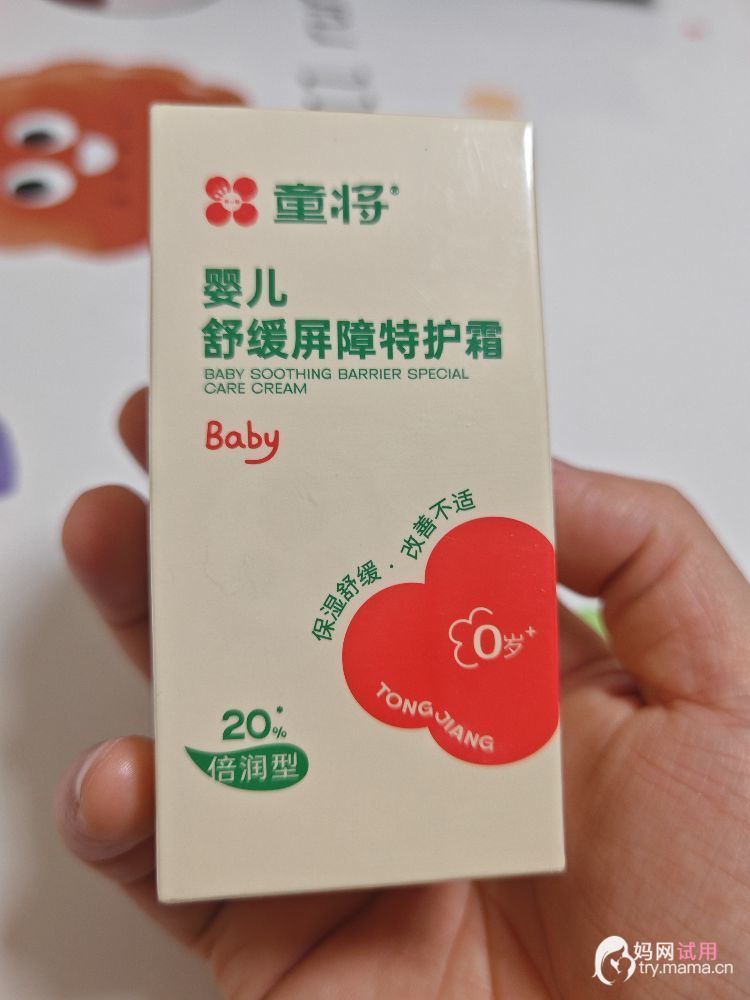 童将®
婴儿
舒缓屏障特护霜
BABY SOOTHING BARRIER SPECIAL
CARE CREAM
Baby
保湿舒缓·改善不适
0岁+
TONG JIANG
20%*
倍润型
妈网试用
try.mama.cn